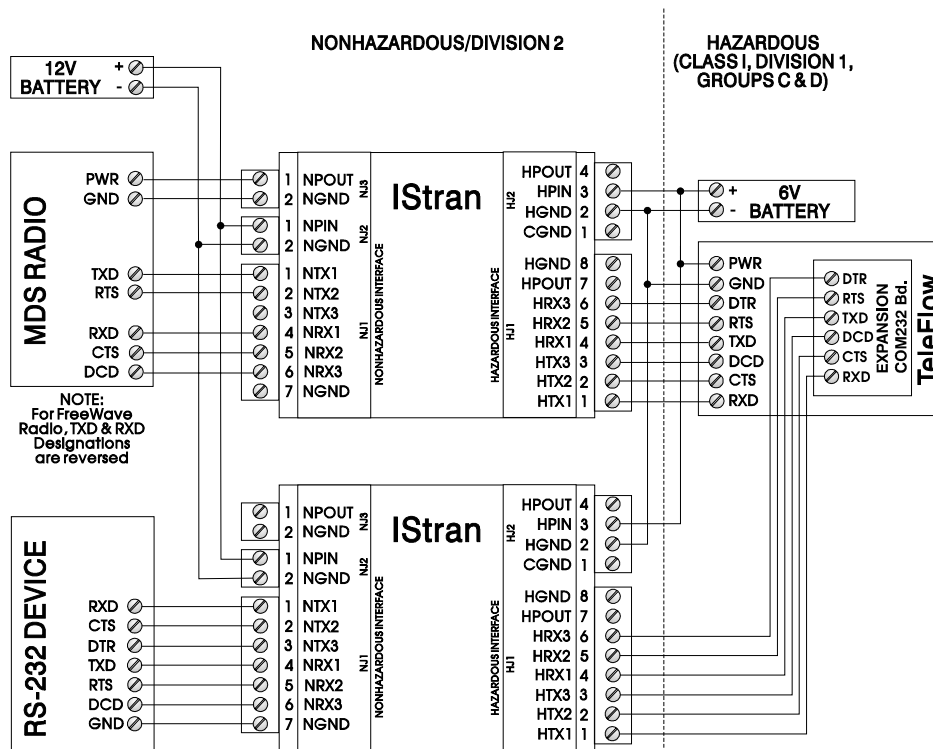 NONHAZARDOUS/DIVISION 2
HAZARDOUS
(CLASS I, DIVISION 1,
GROUPS C & D)
12V +
BATTERY -
MDS RADIO
PWR
GND
TXD
RTS
RXD
CTS
DCD
NOTE:
For FreeWave
Radio, TXD & RXD
Designations
are reversed
1 NPOUT
2 NGND
NJ3
1 NPIN
2 NGND
NJ2
1 NTX1
2 NTX2
3 NTX3
4 NRX1
5 NRX2
6 NRX3
7 NGND
NJ1
NONHAZARDOUS INTERFACE
IStran
HPOUT 4
HPIN 3
HGND 2
CGND 1
HJ2
HGND 8
HPOUT 7
HRX3 6
HRX2 5
HRX1 4
HTX3 3
HTX2 2
HTX1 1
HJ1
HAZARDOUS INTERFACE
+ 6V
- BATTERY
PWR
GND
DTR
RTS
TXD
DCD
CTS
RXD
DTR
RTS
TXD
DCD
CTS
RXD
EXPANSION
COM232 Bd.
TeleFlow
RS-232 DEVICE
RXD
CTS
DTR
TXD
RTS
DCD
GND
1 NPOUT
2 NGND
NJ3
1 NPIN
2 NGND
NJ2
1 NTX1
2 NTX2
3 NTX3
4 NRX1
5 NRX2
6 NRX3
7 NGND
NJ1
NONHAZARDOUS INTERFACE
IStran
HPOUT 4
HPIN 3
HGND 2
CGND 1
HJ2
HGND 8
HPOUT 7
HRX3 6
HRX2 5
HRX1 4
HTX3 3
HTX2 2
HTX1 1
HJ1
HAZARDOUS INTERFACE